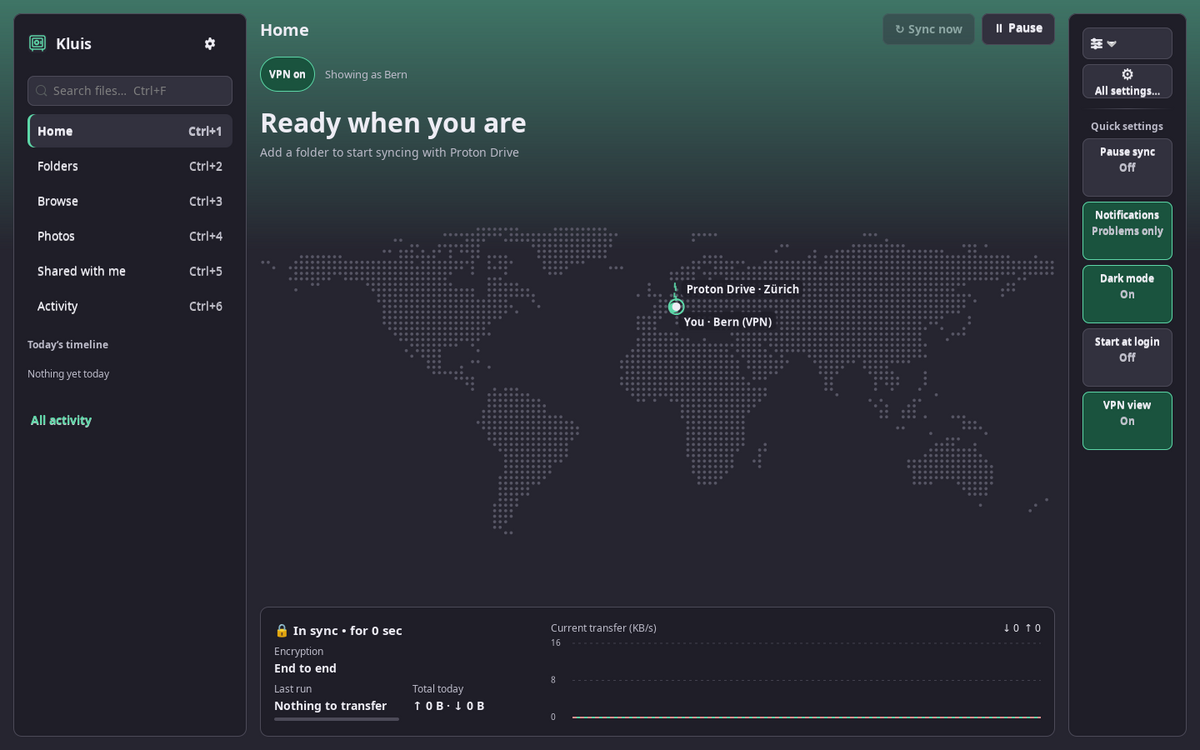 Kluis
Search files... Ctrl+F
Home Ctrl+1
Folders Ctrl+2
Browse Ctrl+3
Photos Ctrl+4
Shared with me Ctrl+5
Activity Ctrl+6
Today's timeline
Nothing yet today
All activity
Home
↻ Sync now
Pause
VPN on
Showing as Bern
Ready when you are
Add a folder to start syncing with Proton Drive
Proton Drive · Zürich
You · Bern (VPN)
In sync • for 0 sec
Encryption
End to end
Last run
Nothing to transfer
Total today
↑ 0 B · ↓ 0 B
Current transfer (KB/s)
↓ 0 ↑ 0
16
8
0
All settings...
Quick settings
Pause sync
Off
Notifications
Problems only
Dark mode
On
Start at login
Off
VPN view
On